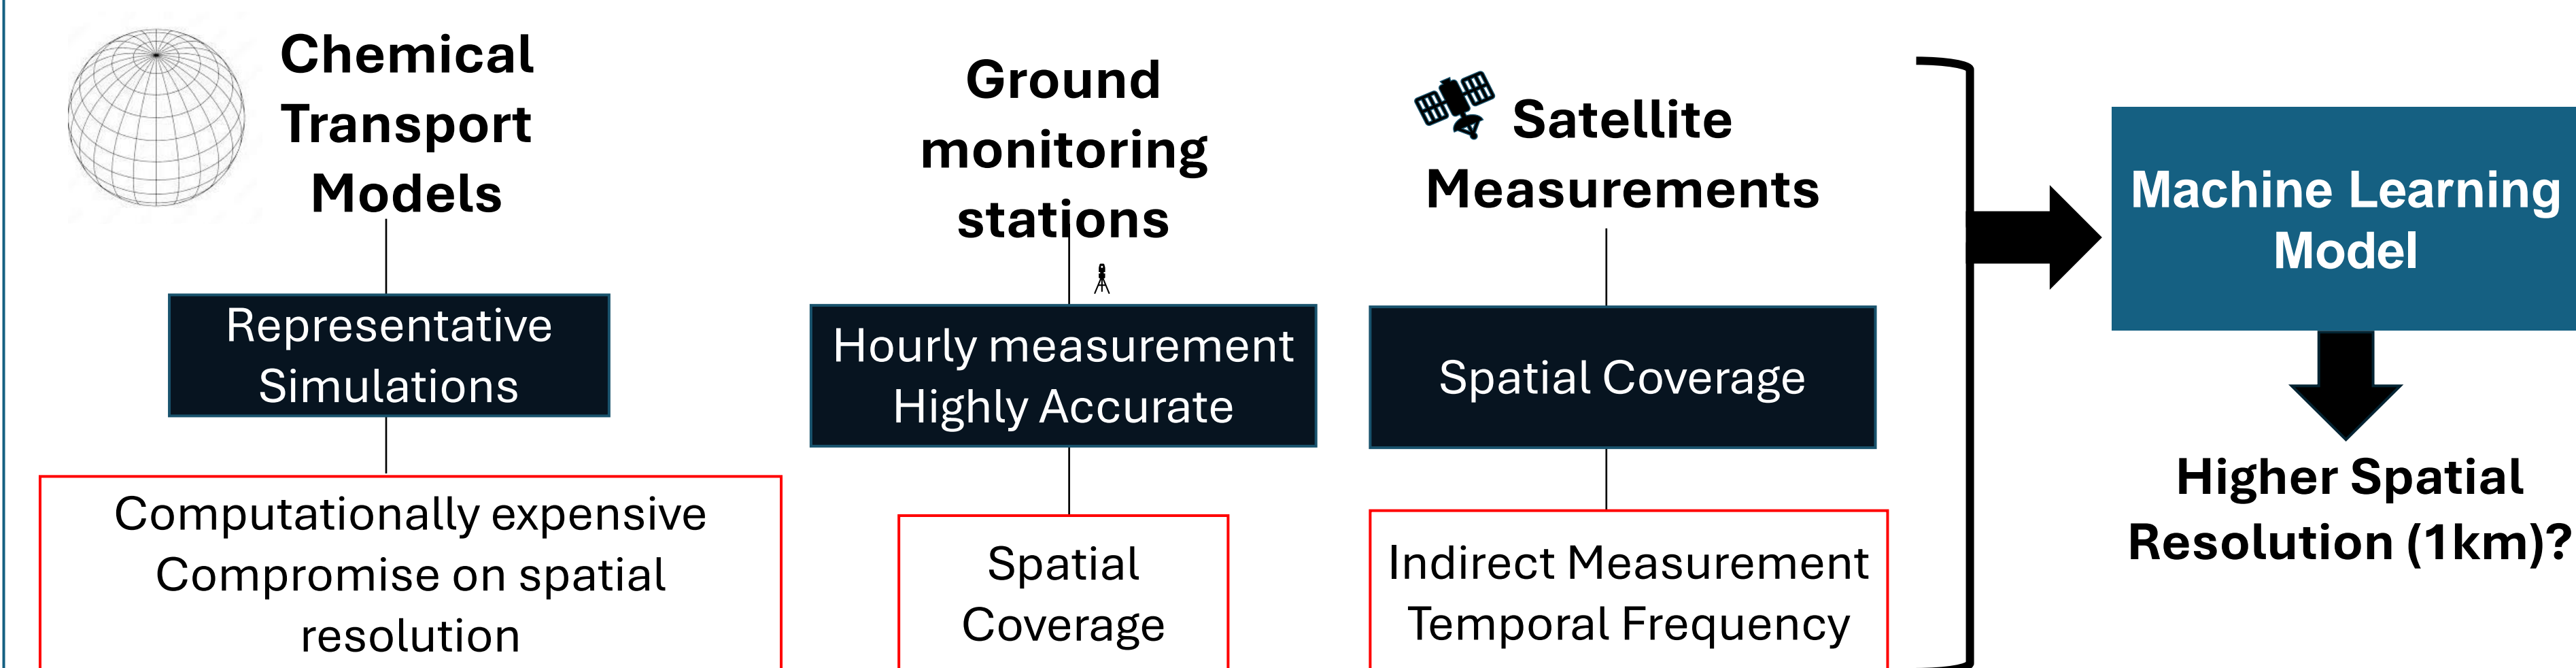 Chemical
Transport
Models
Representative
Simulations
Computationally expensive
Compromise on spatial
resolution
Ground
monitoring
stations
Hourly measurement
Highly Accurate
Spatial
Coverage
Satellite
Measurements
Spatial Coverage
Indirect Measurement
Temporal Frequency
Machine Learning
Model
Higher Spatial
Resolution (1km)?